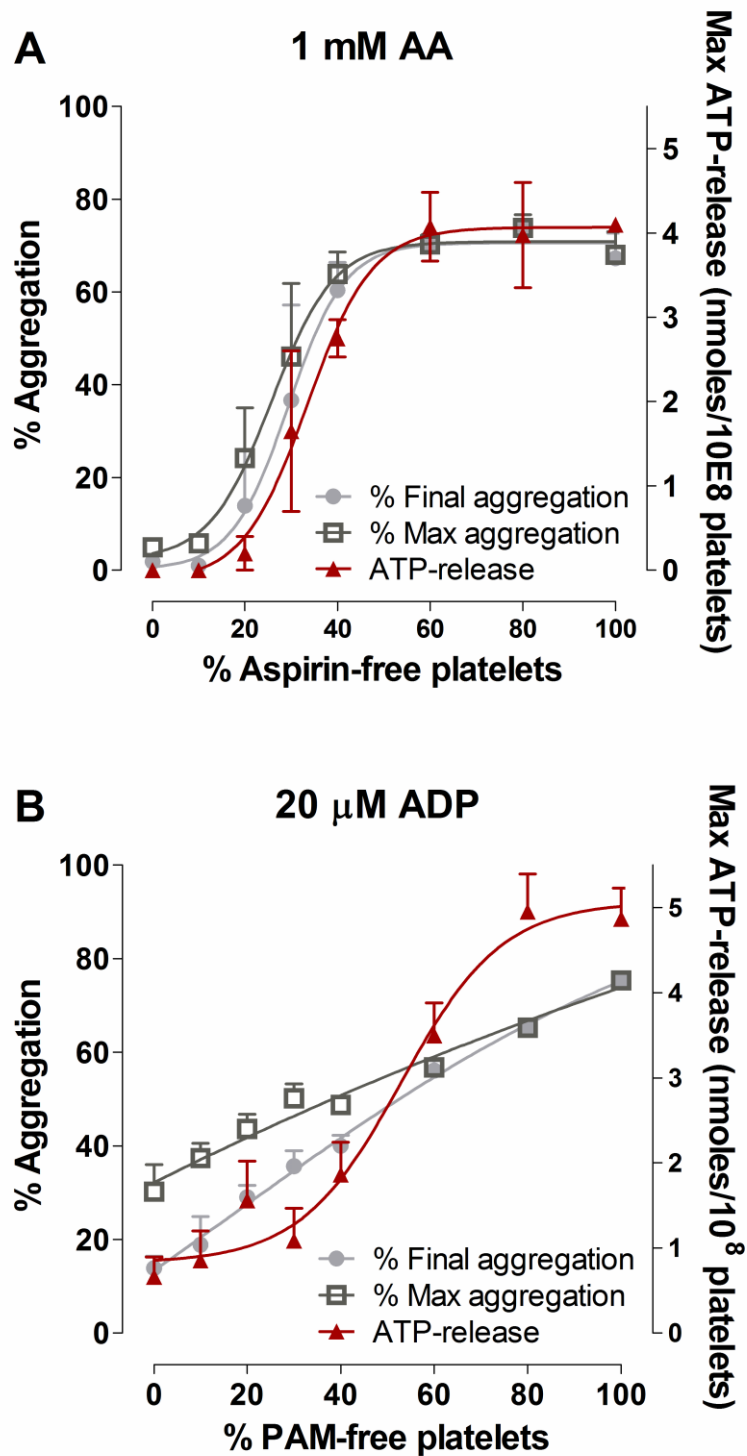 A
1 mM AA
100
80
60
40
20
0
% Aggregation
5
4
3
2
1
0
Max ATP-release (nmoles/10E8 platelets)
% Final aggregation
% Max aggregation
ATP-release
0 20 40 60 80 100
% Aspirin-free platelets
B
20 μM ADP
100
80
60
40
20
0
% Aggregation
5
4
3
2
1
0
Max ATP-release (nmoles/10⁸ platelets)
% Final aggregation
% Max aggregation
ATP-release
0 20 40 60 80 100
% PAM-free platelets